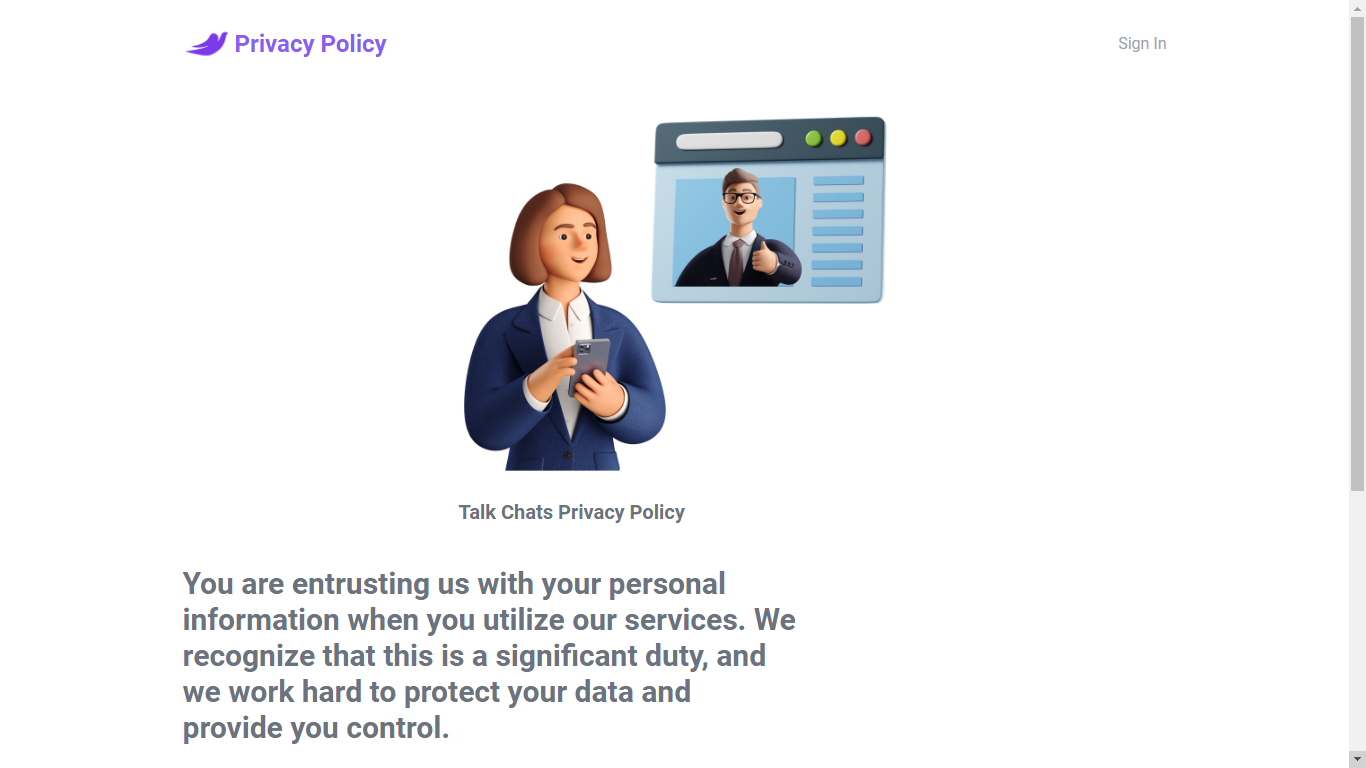 Privacy Policy
Sign In
Talk Chats Privacy Policy
You are entrusting us with your personal
information when you utilize our services. We
recognize that this is a significant duty, and
we work hard to protect your data and
provide you control.